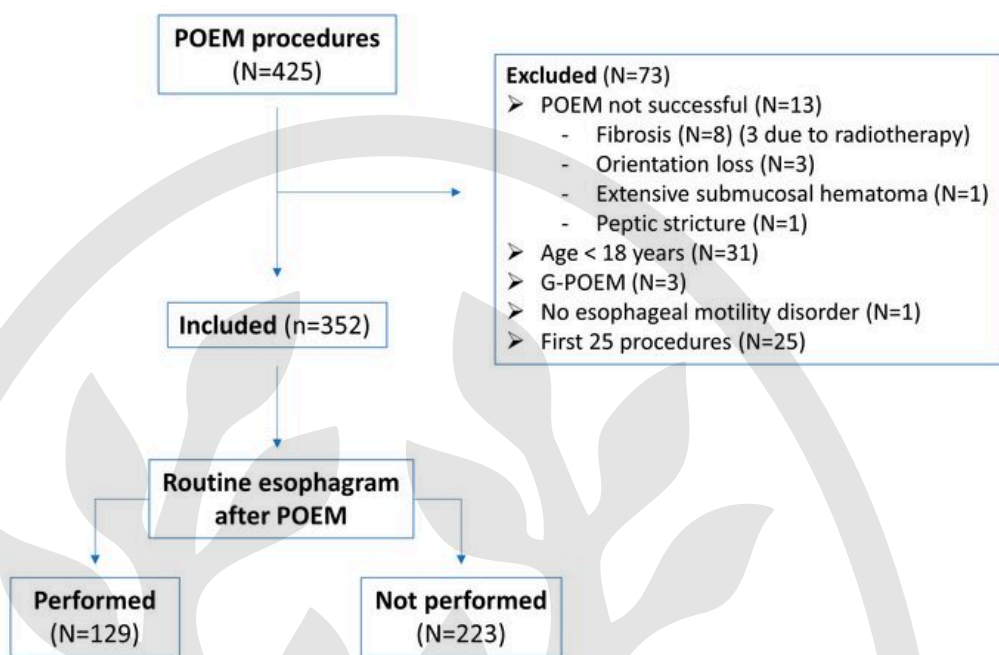 POEM procedures
(N=425)
Excluded (N=73)
➢ POEM not successful (N=13)
- Fibrosis (N=8) (3 due to radiotherapy)
- Orientation loss (N=3)
- Extensive submucosal hematoma (N=1)
- Peptic stricture (N=1)
➢ Age < 18 years (N=31)
➢ G-POEM (N=3)
➢ No esophageal motility disorder (N=1)
➢ First 25 procedures (N=25)
Included (n=352)
Routine esophagram
after POEM
Performed
(N=129)
Not performed
(N=223)